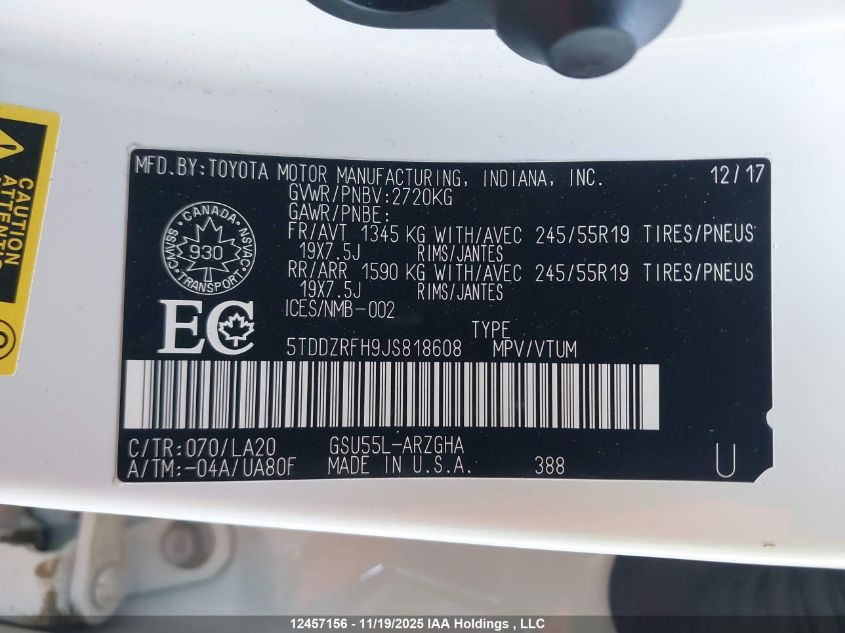 CAUTION
ATTENTIO
MFD.BY:TOYOTA MOTOR MANUFACTURING, INDIANA, INC. 12/17
GVWR/PNBV:2720KG
GAWR/PNBE:
FR/AVT 1345 KG WITH/AVEC 245/55R19 TIRES/PNEUS
19X7.5J RIMS/JANTES
RR/ARR 1590 KG WITH/AVEC 245/55R19 TIRES/PNEUS
19X7.5J RIMS/JANTES
ICES/NMB-002
CANADA
930
TRANSPORT
CMVSS
NSVAC
EC
TYPE
5TDDZRFH9JS818608 MPV/VTUM
C/TR:070/LA20 GSU55L-ARZGHA
A/TM:-04A/UA80F MADE IN U.S.A. 388 U
12457156 - 11/19/2025 IAA Holdings , LLC